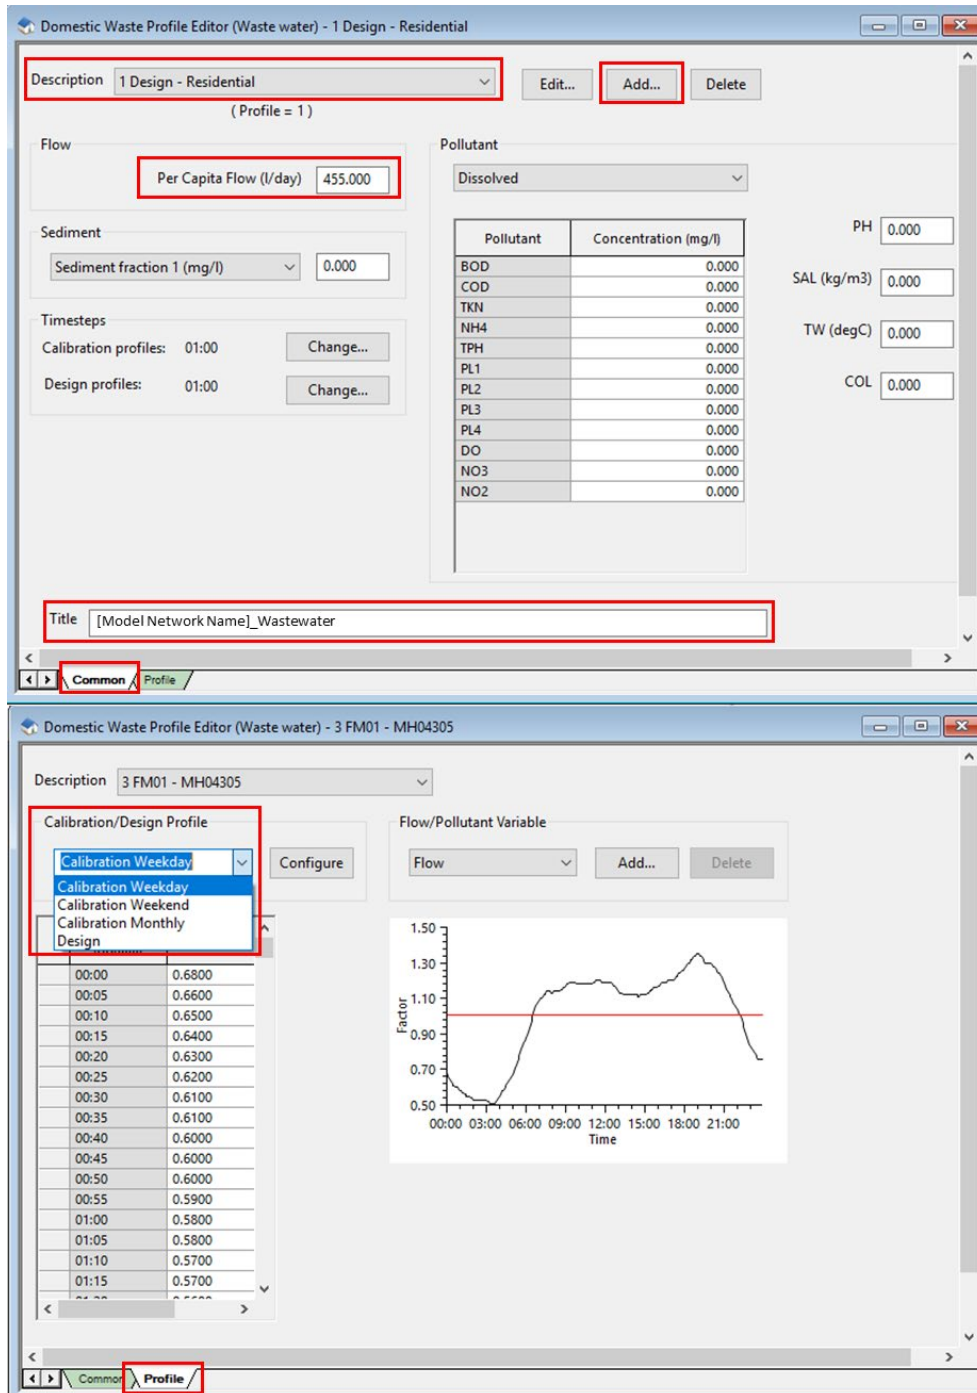 Domestic Waste Profile Editor (Waste water) - 1 Design - Residential
Description 1 Design - Residential Edit... Add... Delete
( Profile = 1 )
Flow
Per Capita Flow (l/day) 455.000
Sediment
Sediment fraction 1 (mg/l) 0.000
Timesteps
Calibration profiles: 01:00 Change...
Design profiles: 01:00 Change...
Pollutant
Dissolved
Pollutant Concentration (mg/l)
BOD 0.000
COD 0.000
TKN 0.000
NH4 0.000
TPH 0.000
PL1 0.000
PL2 0.000
PL3 0.000
PL4 0.000
DO 0.000
NO3 0.000
NO2 0.000
PH 0.000
SAL (kg/m3) 0.000
TW (degC) 0.000
COL 0.000
Title [Model Network Name]_Wastewater
Common Profile
Domestic Waste Profile Editor (Waste water) - 3 FM01 - MH04305
Description 3 FM01 - MH04305
Calibration/Design Profile
Calibration Weekday Configure
Calibration Weekday
Calibration Weekend
Calibration Monthly
Design
00:00 0.6800
00:05 0.6600
00:10 0.6500
00:15 0.6400
00:20 0.6300
00:25 0.6200
00:30 0.6100
00:35 0.6100
00:40 0.6000
00:45 0.6000
00:50 0.6000
00:55 0.5900
01:00 0.5800
01:05 0.5800
01:10 0.5700
01:15 0.5700
Flow/Pollutant Variable
Flow Add... Delete
1.50
1.30
1.10
0.90
0.70
0.50
Factor
00:00 03:00 06:00 09:00 12:00 15:00 18:00 21:00
Time
Common Profile